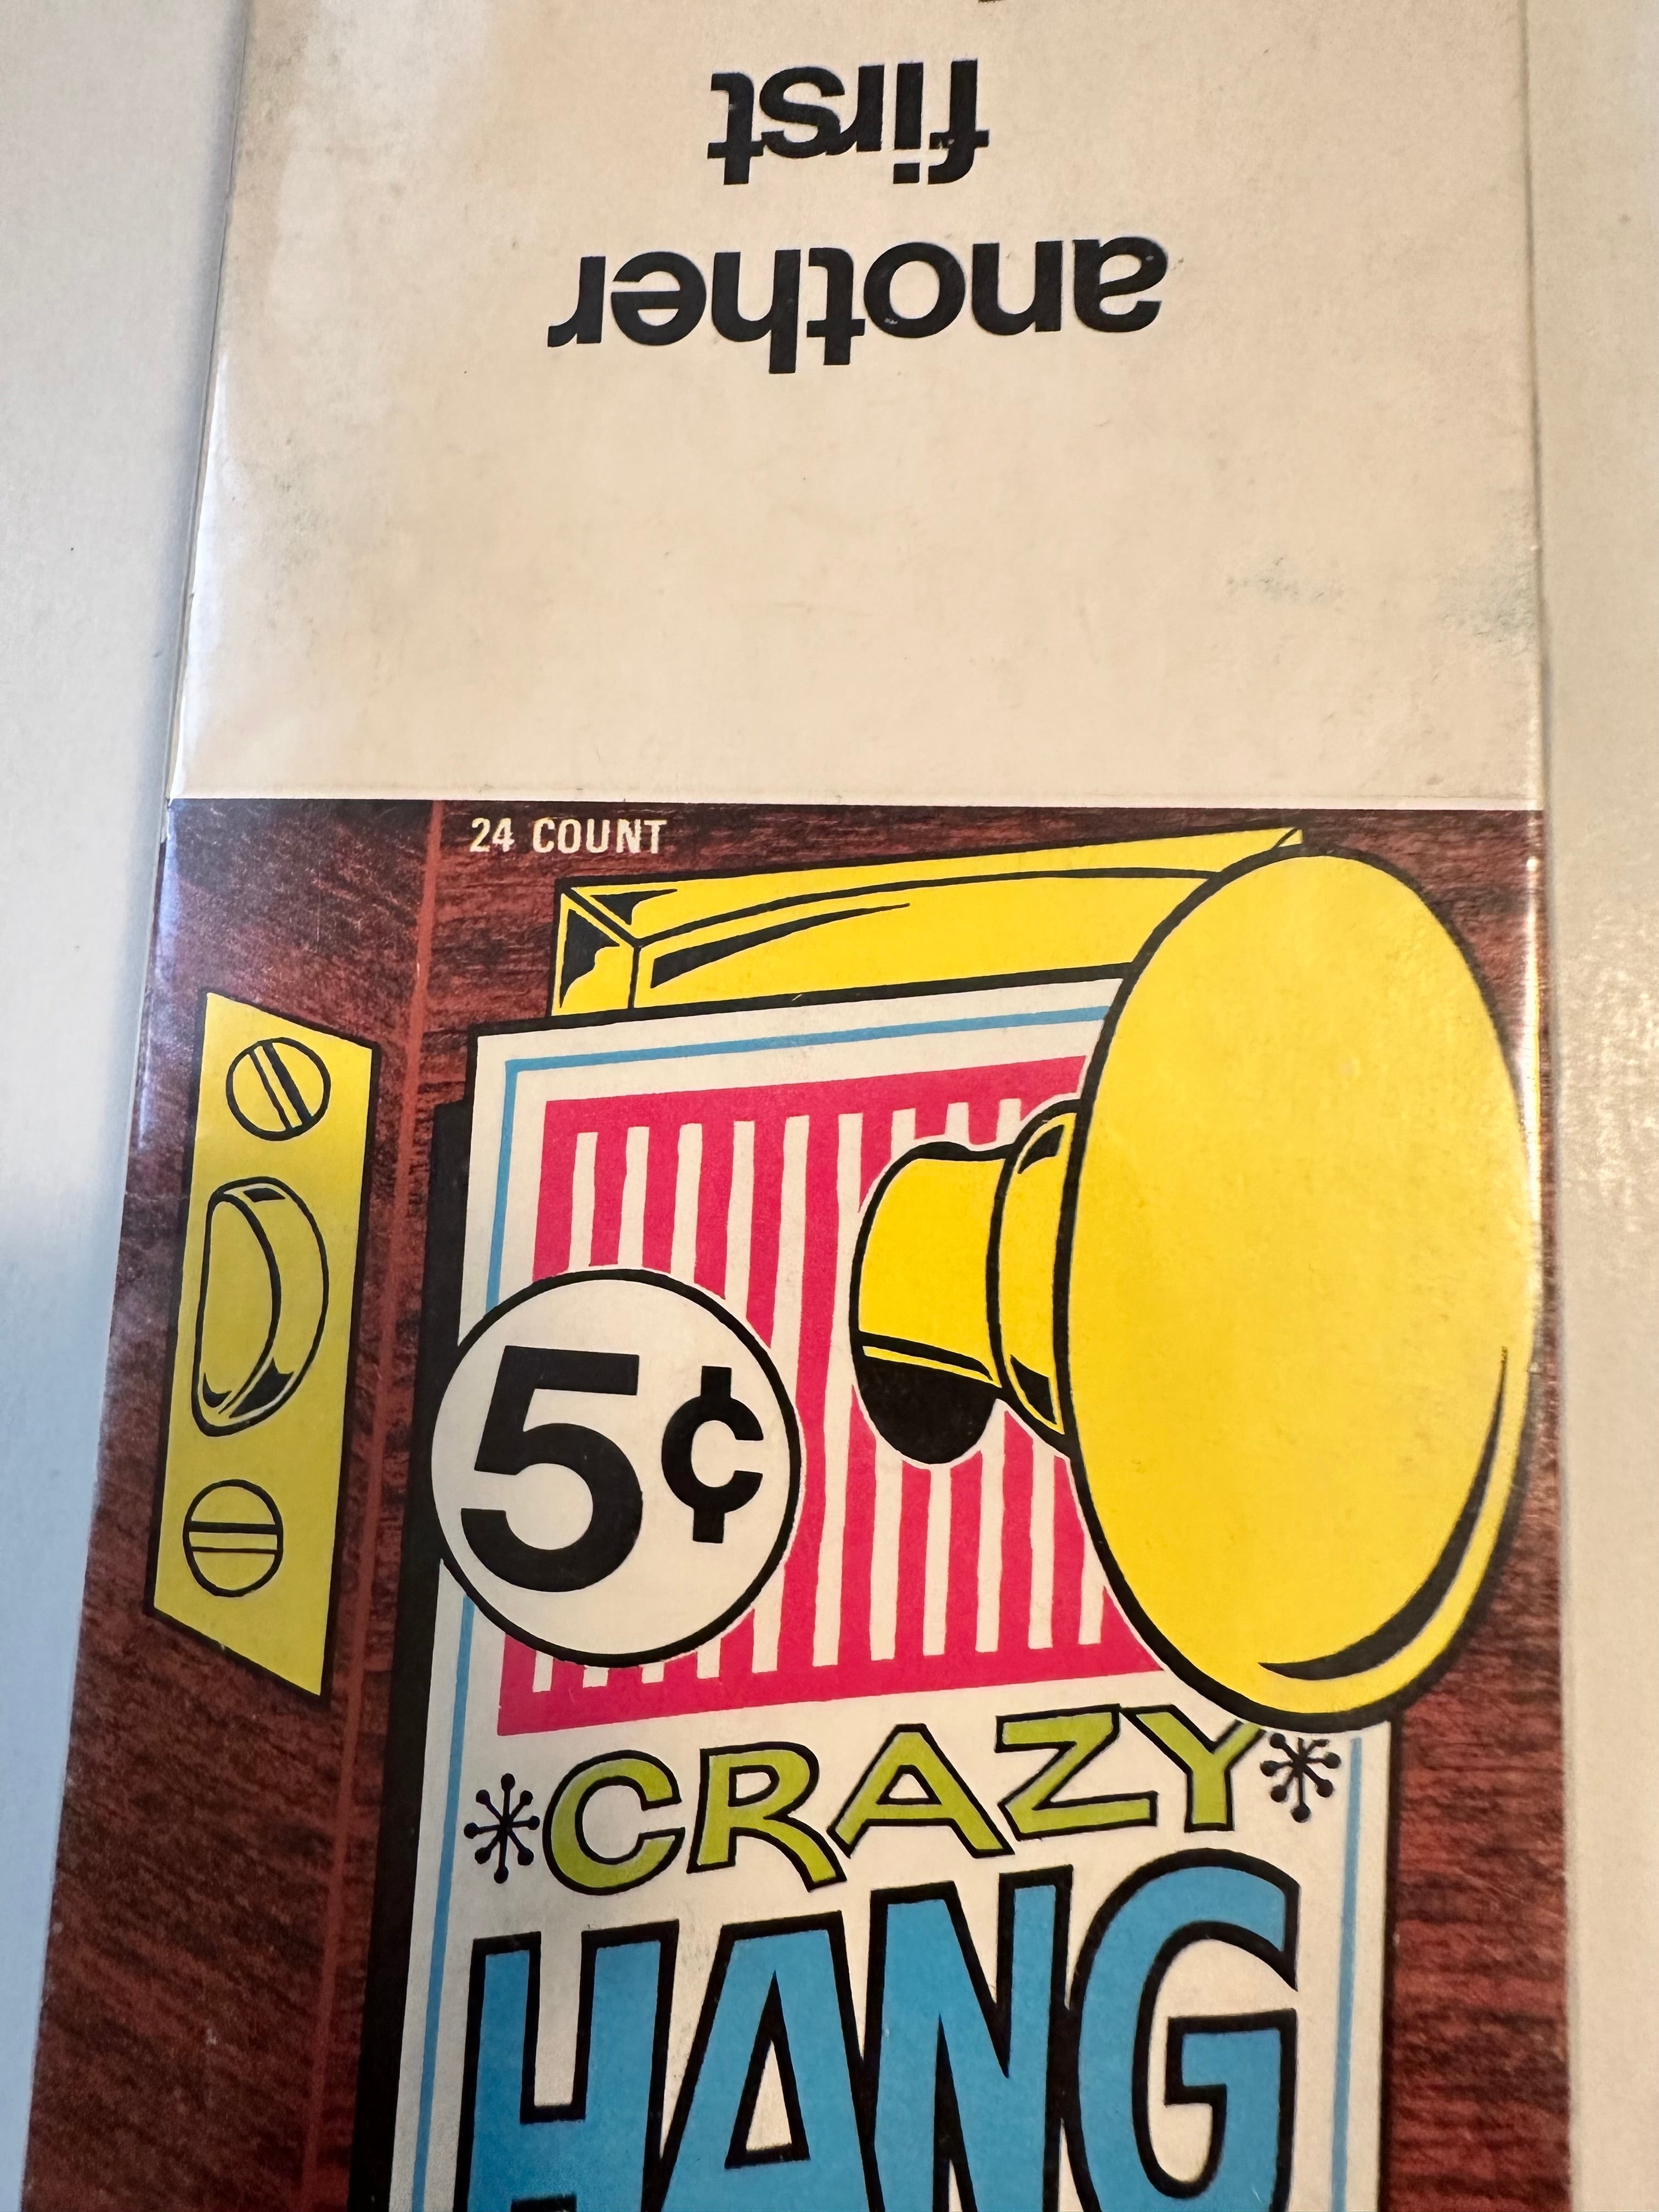 another
first
24 COUNT
5¢
CRAZY
HANG